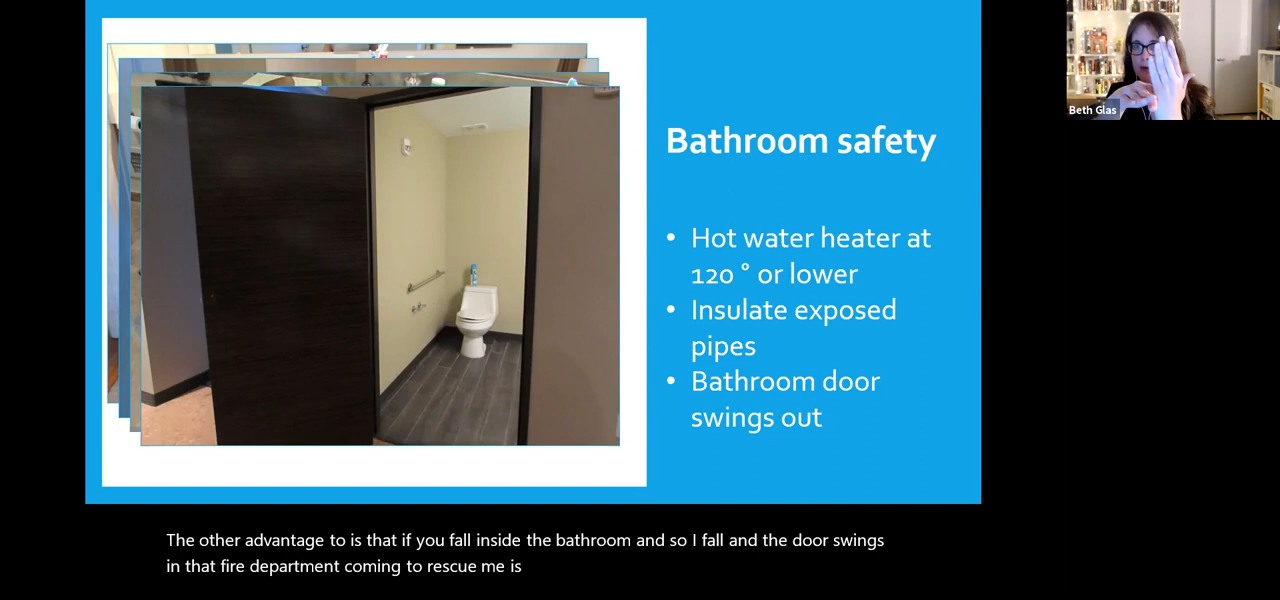 Bathroom safety
• Hot water heater at
120 ° or lower
• Insulate exposed
pipes
• Bathroom door
swings out
Beth Glas
The other advantage to is that if you fall inside the bathroom and so I fall and the door swings
in that fire department coming to rescue me is